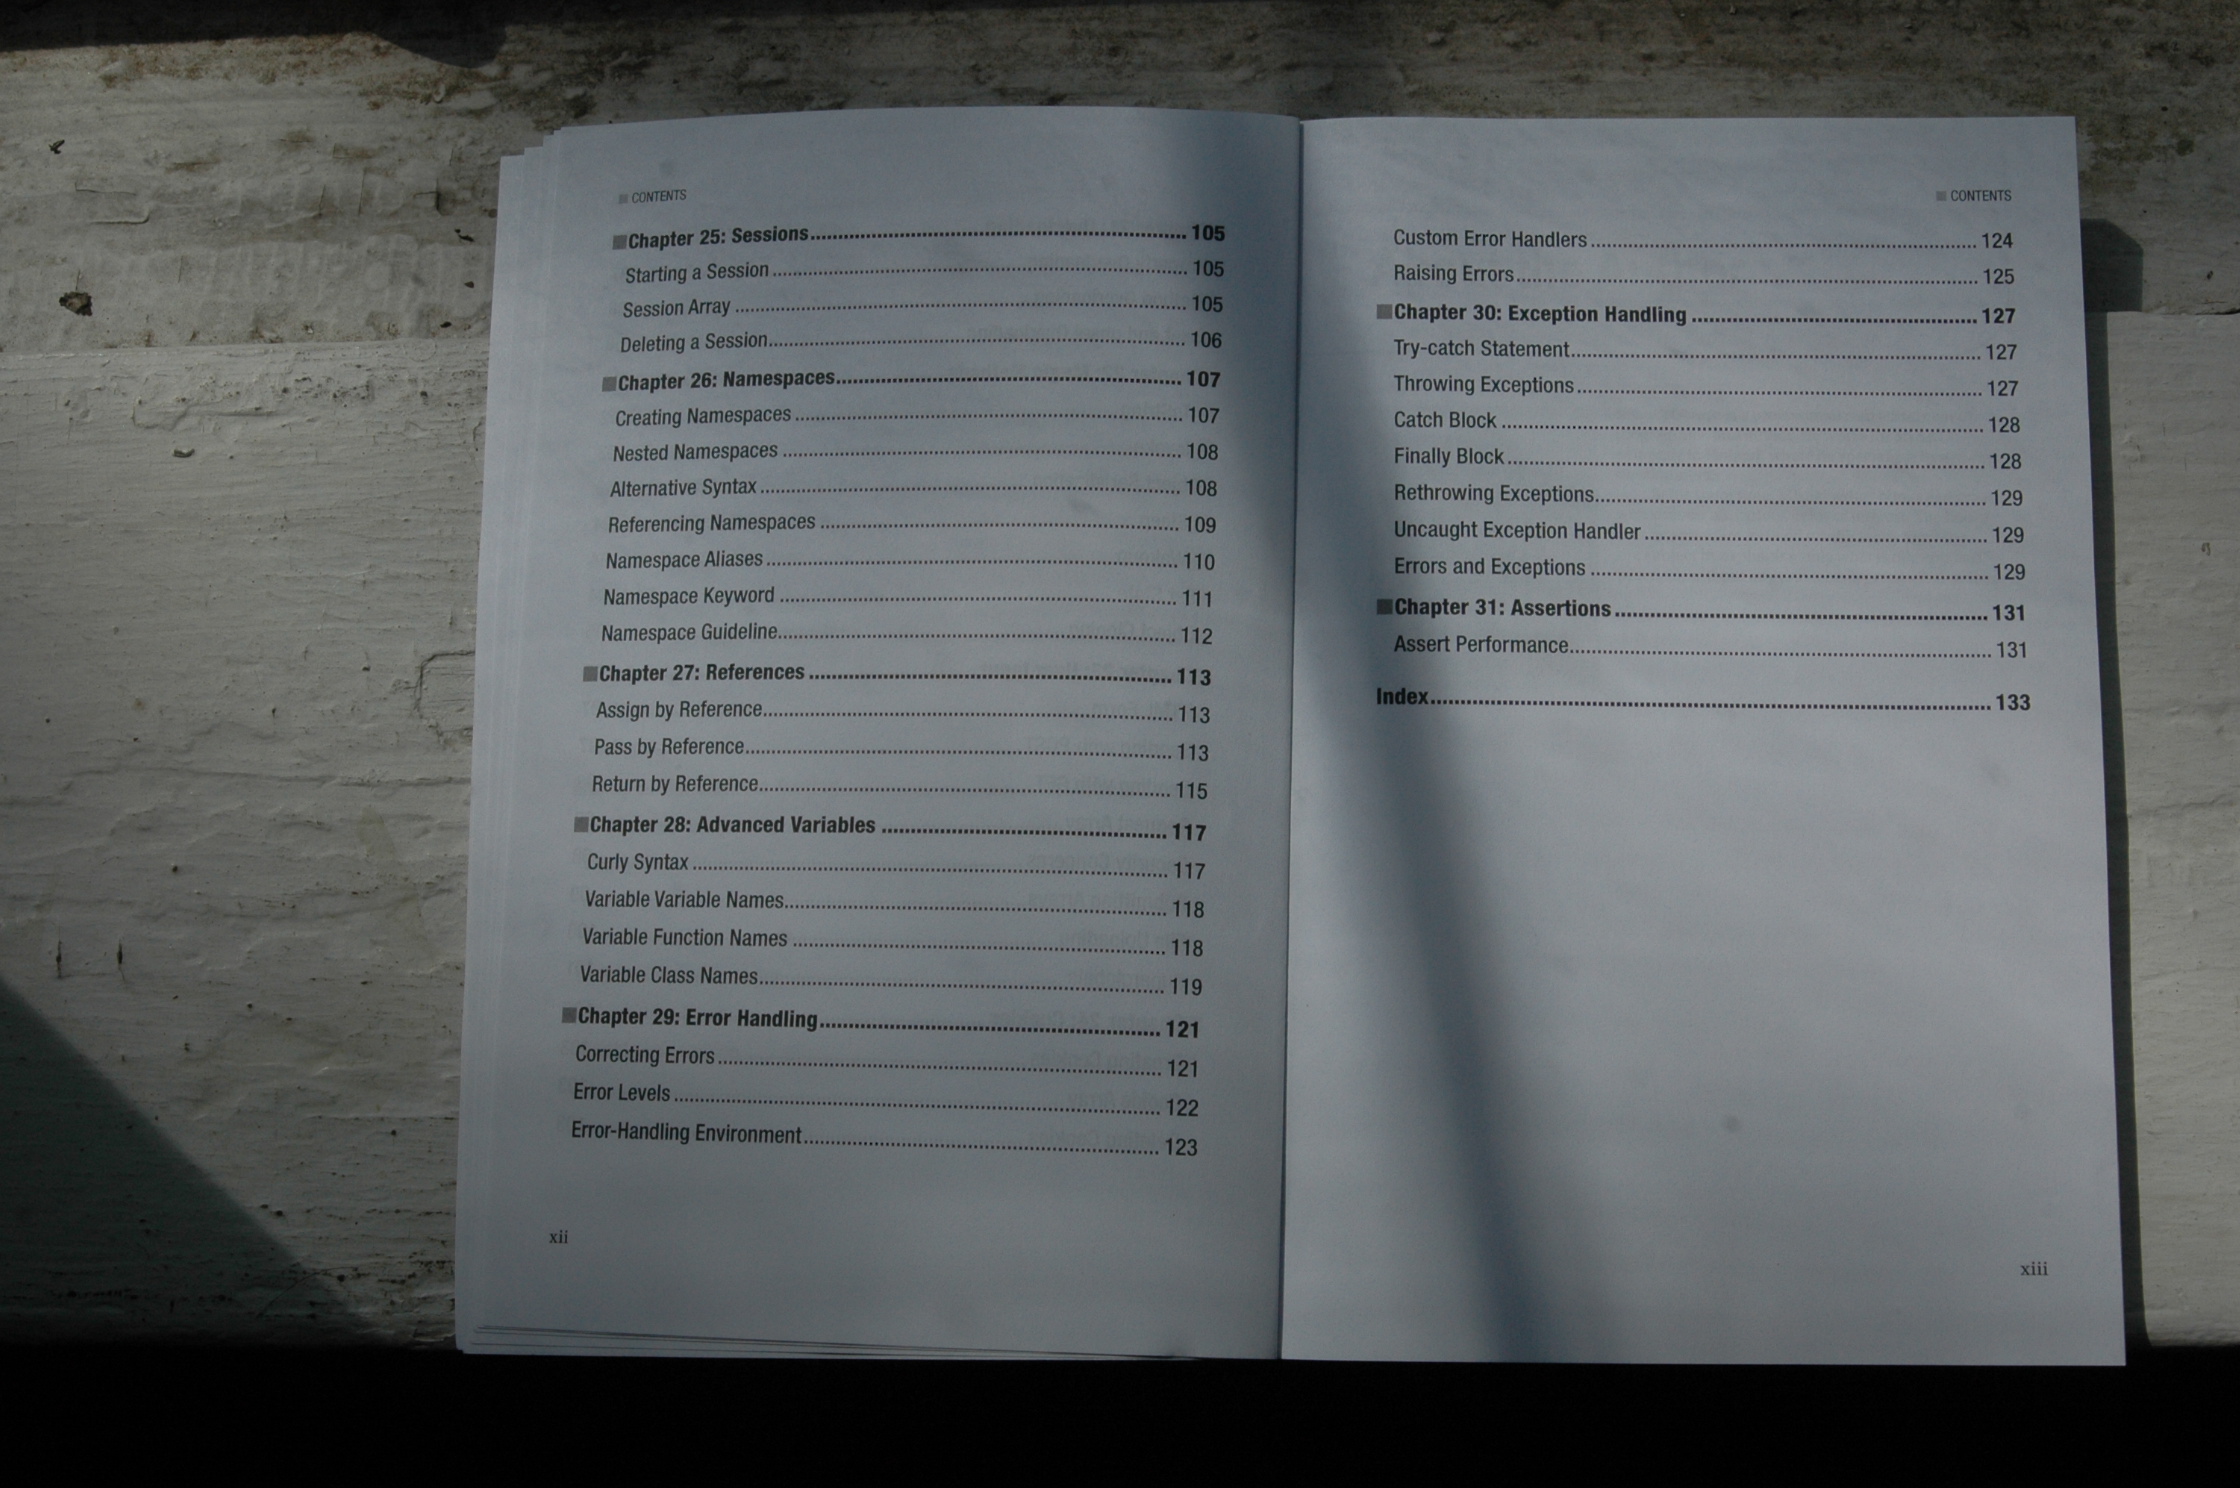 CONTENTS
Chapter 25: Sessions.......... 105
Starting a Session.......... 105
Session Array.......... 105
Deleting a Session.......... 106
Chapter 26: Namespaces.......... 107
Creating Namespaces.......... 107
Nested Namespaces.......... 108
Alternative Syntax.......... 108
Referencing Namespaces.......... 109
Namespace Aliases.......... 110
Namespace Keyword.......... 111
Namespace Guideline.......... 112
Chapter 27: References.......... 113
Assign by Reference.......... 113
Pass by Reference.......... 113
Return by Reference.......... 115
Chapter 28: Advanced Variables.......... 117
Curly Syntax.......... 117
Variable Variable Names.......... 118
Variable Function Names.......... 118
Variable Class Names.......... 119
Chapter 29: Error Handling.......... 121
Correcting Errors.......... 121
Error Levels.......... 122
Error-Handling Environment.......... 123
xii
CONTENTS
Custom Error Handlers.......... 124
Raising Errors.......... 125
Chapter 30: Exception Handling.......... 127
Try-catch Statement.......... 127
Throwing Exceptions.......... 127
Catch Block.......... 128
Finally Block.......... 128
Rethrowing Exceptions.......... 129
Uncaught Exception Handler.......... 129
Errors and Exceptions.......... 129
Chapter 31: Assertions.......... 131
Assert Performance.......... 131
Index.......... 133
xiii